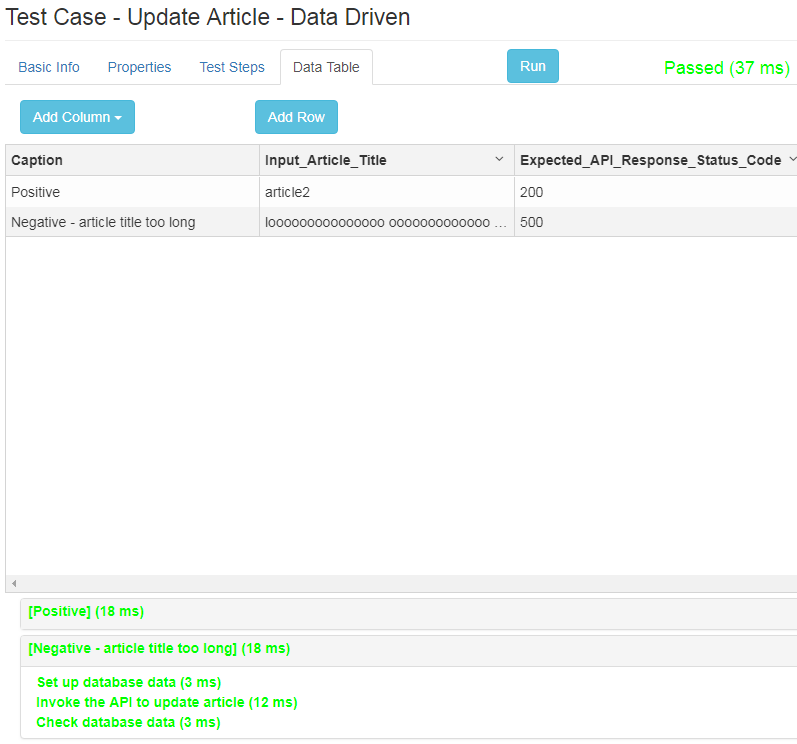 Test Case - Update Article - Data Driven
Basic Info Properties Test Steps Data Table Run Passed (37 ms)
Add Column Add Row
Caption Input_Article_Title Expected_API_Response_Status_Code
Positive article2 200
Negative - article title too long looooooooooooooo ooooooooooooo ... 500
[Positive] (18 ms)
[Negative - article title too long] (18 ms)
Set up database data (3 ms)
Invoke the API to update article (12 ms)
Check database data (3 ms)